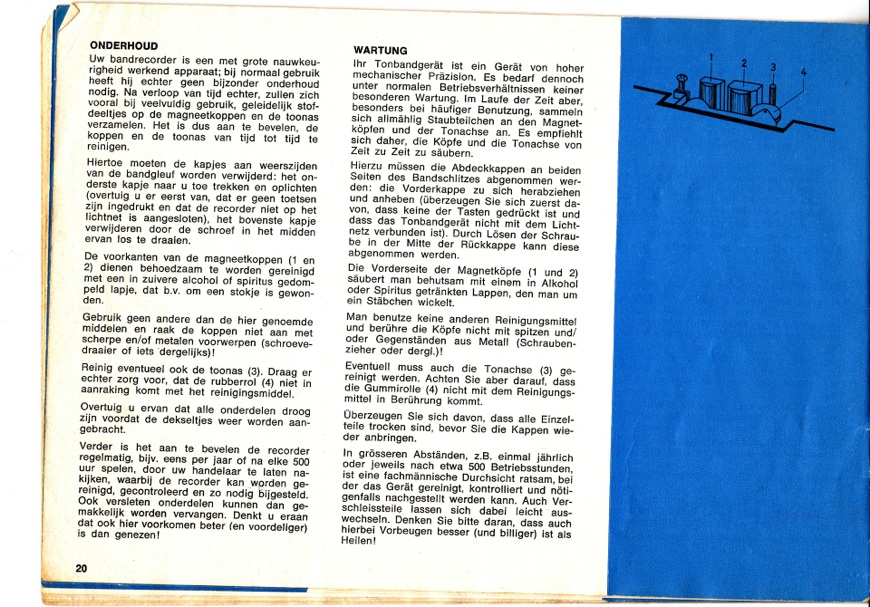 ONDERHOUD
Uw bandrecorder is een met grote nauwkeu-
righeid werkend apparaat; bij normaal gebruik
heeft hij echter geen bijzonder onderhoud
nodig. Na verloop van tijd echter, zullen zich
vooral bij veelvuldig gebruik, geleidelijk stof-
deeltjes op de magneetkoppen en de toonas
verzamelen. Het is dus aan te bevelen, de
koppen en de toonas van tijd tot tijd te
reinigen.
Hiertoe moeten de kapjes aan weerszijden
van de bandgleuf worden verwijderd: het on-
derste kapje naar u toe trekken en oplichten
(overtuig u er eerst van, dat er geen toetsen
zijn ingedrukt en dat de recorder niet op het
lichtnet is aangesloten), het bovenste kapje
verwijderen door de schroef in het midden
ervan los te draaien.
De voorkanten van de magneetkoppen (1 en
2) dienen behoedzaam te worden gereinigd
met een in zuivere alcohol of spiritus gedom-
peld lapje, dat b.v. om een stokje is gewon-
den.
Gebruik geen andere dan de hier genoemde
middelen en raak de koppen niet aan met
scherpe en/of metalen voorwerpen (schroeve-
draaier of iets dergelijks)!
Reinig eventueel ook de toonas (3). Draag er
echter zorg voor, dat de rubberrol (4) niet in
aanraking komt met het reinigingsmiddel.
Overtuig u ervan dat alle onderdelen droog
zijn voordat de dekseltjes weer worden aan-
gebracht.
Verder is het aan te bevelen de recorder
regelmatig, bijv. eens per jaar of na elke 500
uur spelen, door uw handelaar te laten na-
kijken, waarbij de recorder kan worden ge-
reinigd, gecontroleerd en zo nodig bijgesteld.
Ook versleten onderdelen kunnen dan ge-
makkelijk worden vervangen. Denkt u eraan
dat ook hier voorkomen beter (en voordeliger)
is dan genezen!
20
WARTUNG
Ihr Tonbandgerät ist ein Gerät von hoher
mechanischer Präzision. Es bedarf dennoch
unter normalen Betriebsverhältnissen keiner
besonderen Wartung. Im Laufe der Zeit aber,
besonders bei häufiger Benutzung, sammeln
sich allmählig Staubteilchen an den Magnet-
köpfen und der Tonachse an. Es empfiehlt
sich daher, die Köpfe und die Tonachse von
Zeit zu Zeit zu säubern.
Hierzu müssen die Abdeckkappen an beiden
Seiten des Bandschlitzes abgenommen wer-
den: die Vorderkappe zu sich herabziehen
und anheben (überzeugen Sie sich zuerst da-
von, dass keine der Tasten gedrückt ist und
dass das Tonbandgerät nicht mit dem Licht-
netz verbunden ist). Durch Lösen der Schrau-
be in der Mitte der Rückkappe kann diese
abgenommen werden.
Die Vorderseite der Magnetköpfe (1 und 2)
säubert man behutsam mit einem in Alkohol
oder Spiritus getränkten Lappen, den man um
ein Stäbchen wickelt.
Man benutze keinen anderen Reinigungsmittel
und berühre die Köpfe nicht mit spitzen und/
oder Gegenständen aus Metall (Schrauben-
zieher oder dergl.)!
Eventuell muss auch die Tonachse (3) ge-
reinigt werden. Achten Sie aber darauf, dass
die Gummirolle (4) nicht mit dem Reinigungs-
mittel in Berührung kommt.
Überzeugen Sie sich davon, dass alle Einzel-
teile trocken sind, bevor Sie die Kappen wie-
der anbringen.
In grösseren Abständen, z.B. einmal jährlich
oder jeweils nach etwa 500 Betriebsstunden,
ist eine fachmännische Durchsicht ratsam, bei
der das Gerät gereinigt, kontrolliert und nöti-
genfalls nachgestellt werden kann. Auch Ver-
schleissteile lassen sich dabei leicht aus-
wechseln. Denken Sie bitte daran, dass auch
hierbei Vorbeugen besser (und billiger) ist als
Heilen!
1
2
3
4